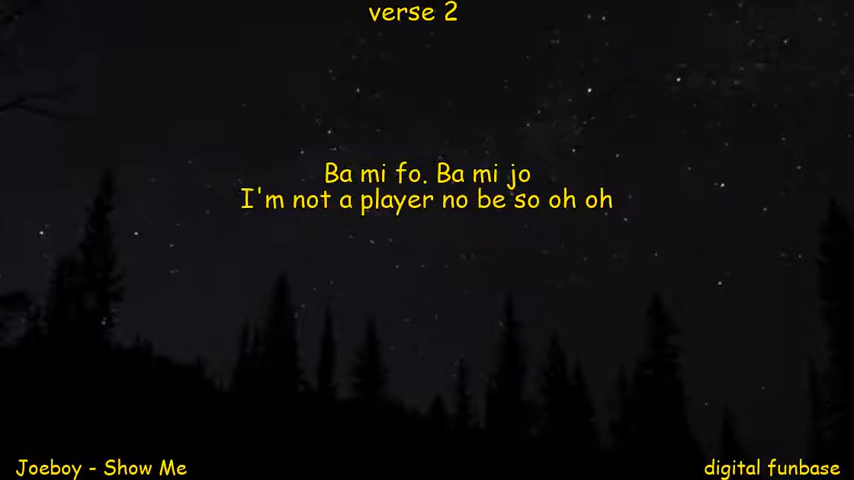 verse 2
Ba mi fo. Ba mi jo
I'm not a player no be so oh oh
Joeboy - Show Me
digital funbase